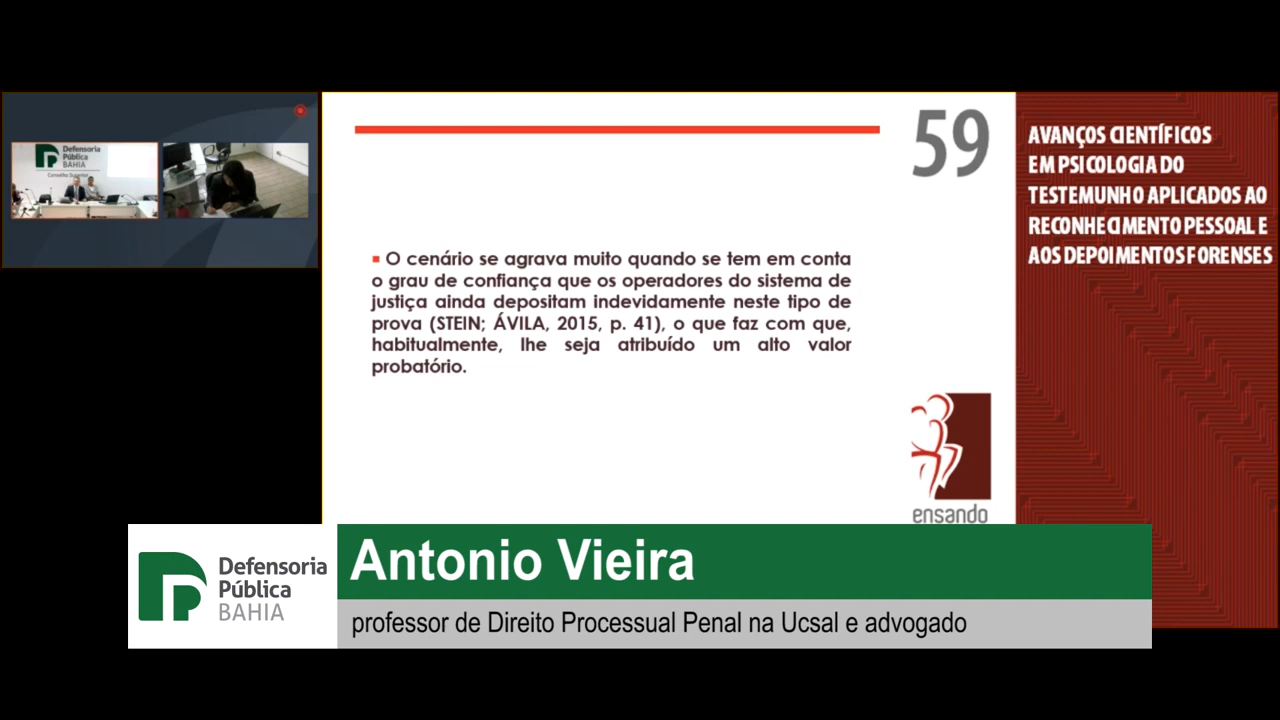 Defensoria
Pública
BAHIA
Conselho Superior
59
AVANÇOS CIENTÍFICOS
EM PSICOLOGIA DO
TESTEMUNHO APLICADOS AO
RECONHECIMENTO PESSOAL E
AOS DEPOIMENTOS FORENSES
▪ O cenário se agrava muito quando se tem em conta
o grau de confiança que os operadores do sistema de
justiça ainda depositam indevidamente neste tipo de
prova (STEIN; ÁVILA, 2015, p. 41), o que faz com que,
habitualmente, lhe seja atribuído um alto valor
probatório.
ensando
Defensoria
Pública
BAHIA
Antonio Vieira
professor de Direito Processual Penal na Ucsal e advogado